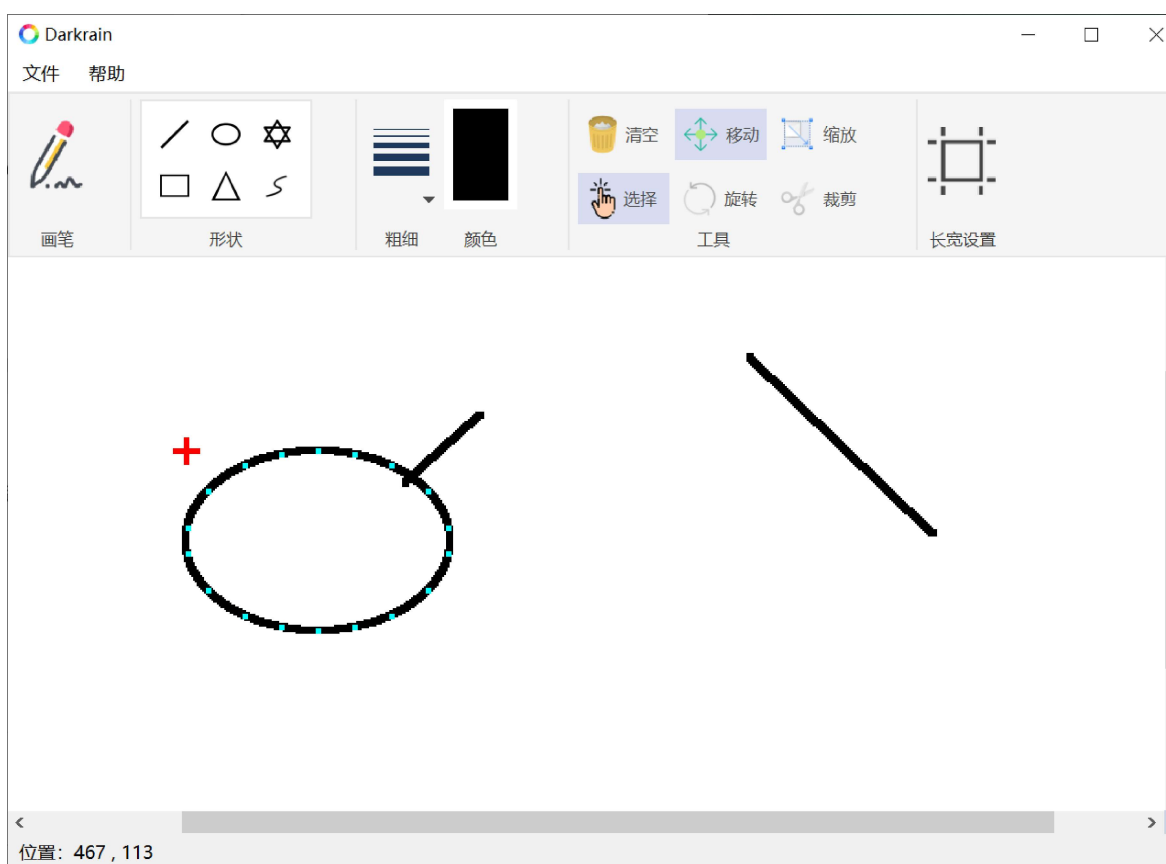 Darkrain
文件 帮助
清空 移动 缩放
选择 旋转 裁剪
画笔 形状 粗细 颜色 工具 长宽设置
位置: 467 , 113